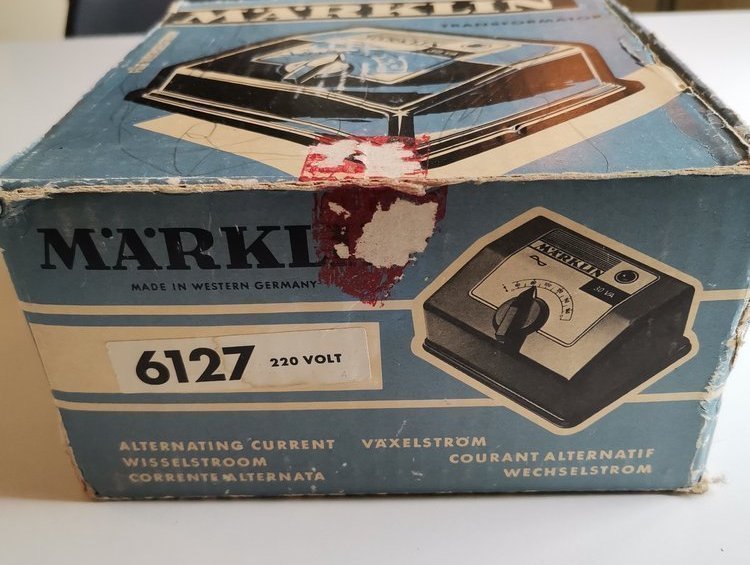 MÄRKLIN
TRANSFORMATOR
MÄRKL
MADE IN WESTERN GERMANY
6127 220 VOLT
MÄRKLIN
30 VA
ALTERNATING CURRENT VÄXELSTRÖM
WISSELSTROOM COURANT ALTERNATIF
CORRENTE ALTERNATA WECHSELSTROM